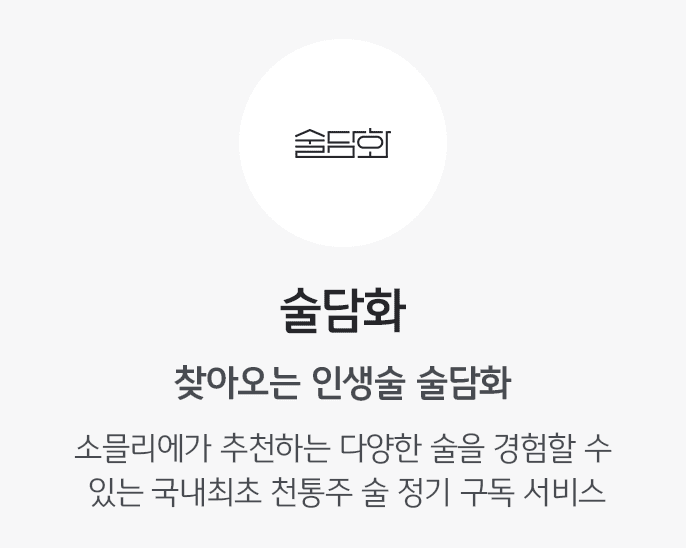 술담화
술담화
찾아오는 인생술 술담화
소믈리에가 추천하는 다양한 술을 경험할 수
있는 국내최초 천통주 술 정기 구독 서비스